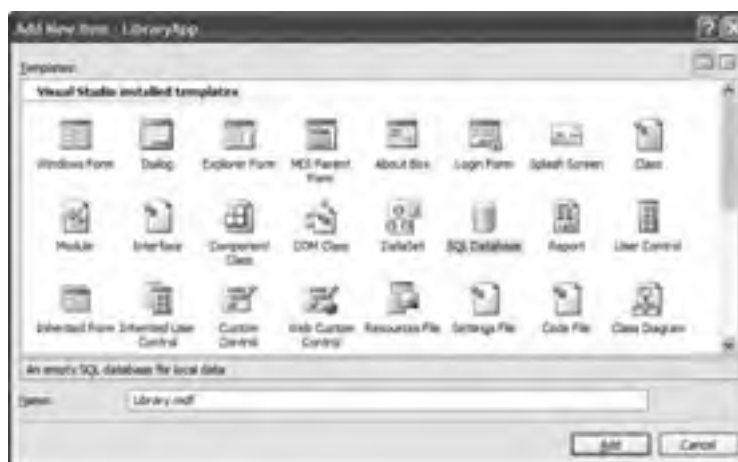 Add New Item - LibraryApp
Templates:
Visual Studio installed templates
Windows Form
Dialog
Explorer Form
MDI Parent Form
About Box
Login Form
Splash Screen
Class
Module
Interface
Component Class
COM Class
DataSet
SQL Database
Report
User Control
Inherited Form
Inherited User Control
Custom Control
Web Custom Control
Resources File
Settings File
Code File
Class Diagram
An empty SQL database for local data
Name:
Library.mdf
Add
Cancel